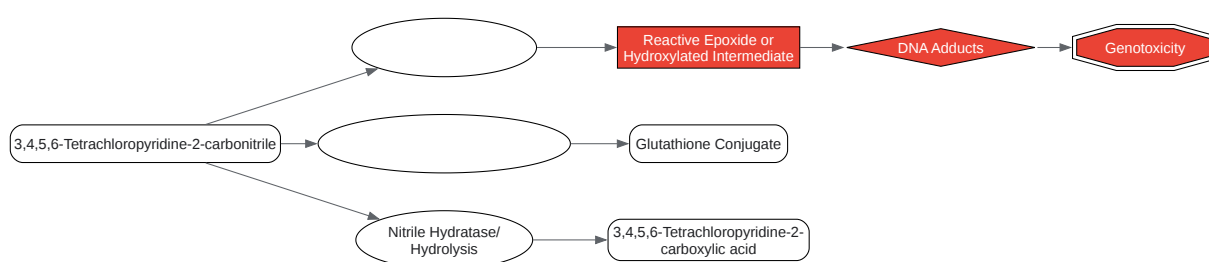 Reactive Epoxide or
Hydroxylated Intermediate
DNA Adducts
Genotoxicity
3,4,5,6-Tetrachloropyridine-2-carbonitrile
Glutathione Conjugate
Nitrile Hydratase/
Hydrolysis
3,4,5,6-Tetrachloropyridine-2-
carboxylic acid